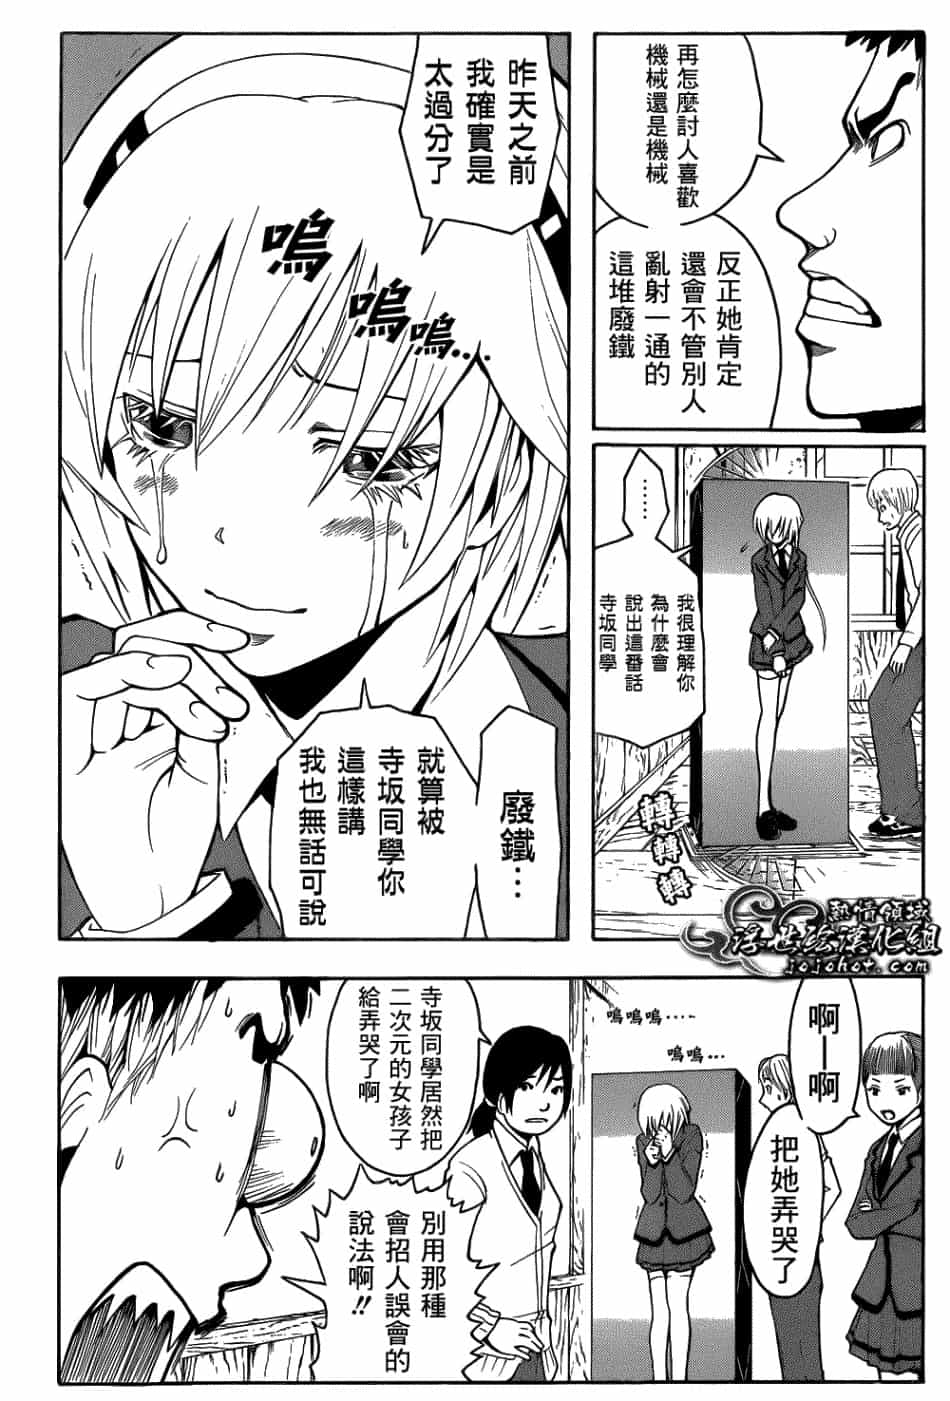 再怎麼討人喜歡
機械還是機械
反正她肯定
還會不管別人
亂射一通的
這堆廢鐵
……
我很理解你
為什麼會
說出這番話
寺坂同學
轉轉轉
昨天之前
我確實是
太過分了
嗚
嗚嗚….
廢鐵…
就算被
寺坂同學你
這樣講
我也無話可說
熱情領域
浮世绘漢化組
jojohot.com
啊—啊
把她弄哭了
嗚嗚嗚….
嗚嗚…
寺坂同學居然把
二次元的女孩子
給弄哭了啊
別用那種
會招人誤會的
說法啊!!